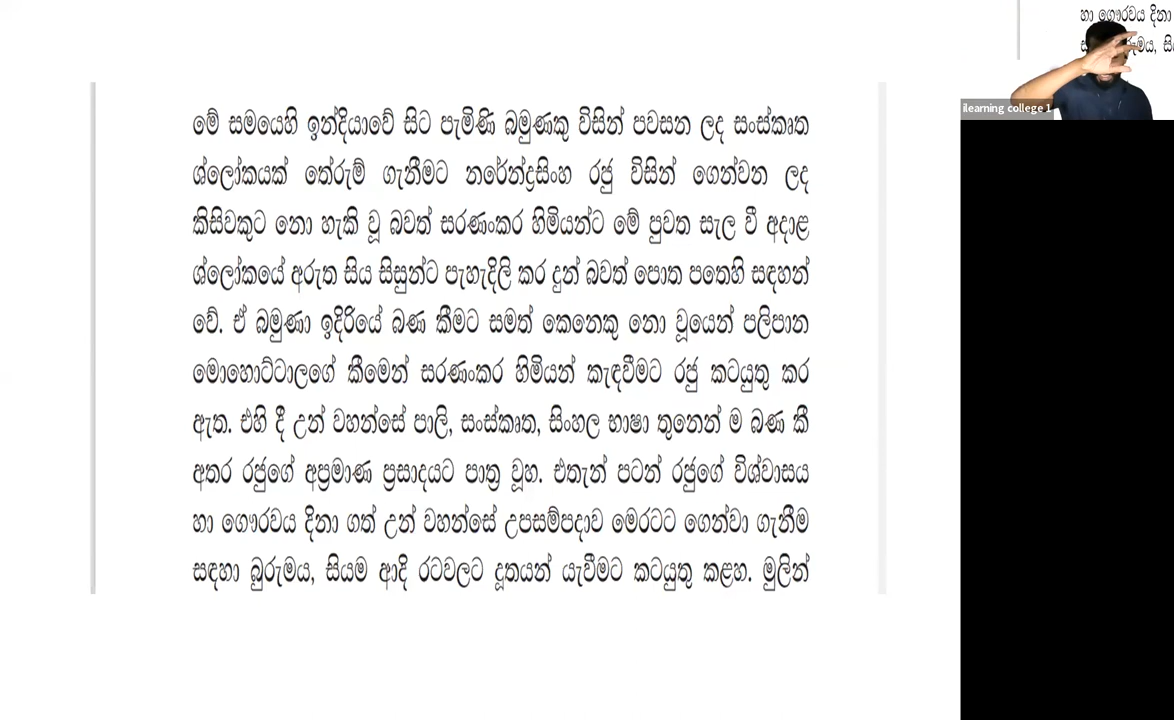 මේ සමයෙහි ඉන්දියාවේ සිට පැමිණි බමුණකු විසින් පවසන ලද සංස්කෘත
ශ්ලෝකයක් තේරුම් ගැනීමට නරේන්ද්‍රසිංහ රජු විසින් ගෙන්වන ලද
කිසිවකුට නො හැකි වූ බවත් සරණංකර හිමියන්ට මේ පුවත සැල වී අදාළ
ශ්ලෝකයේ අරුත සිය සිසුන්ට පැහැදිලි කර දුන් බවත් පොත පතෙහි සඳහන්
වේ. ඒ බමුණා ඉදිරියේ බණ කීමට සමත් කෙනෙකු නො වූයෙන් පලිපාන
මොහොට්ටාලගේ කීමෙන් සරණංකර හිමියන් කැඳවීමට රජු කටයුතු කර
ඇත. එහි දී උන් වහන්සේ පාලි, සංස්කෘත, සිංහල භාෂා තුනෙන් ම බණ කී
අතර රජුගේ අප්‍රමාණ ප්‍රසාදයට පාත්‍ර වූහ. එතැන් පටන් රජුගේ විශ්වාසය
හා ගෞරවය දිනා ගත් උන් වහන්සේ උපසම්පදාව මෙරටට ගෙන්වා ගැනීම
සඳහා බුරුමය, සියම ආදි රටවලට දූතයන් යැවීමට කටයුතු කළහ. මුලින්
හා ගෞරවය දිනා
ilearning college 1